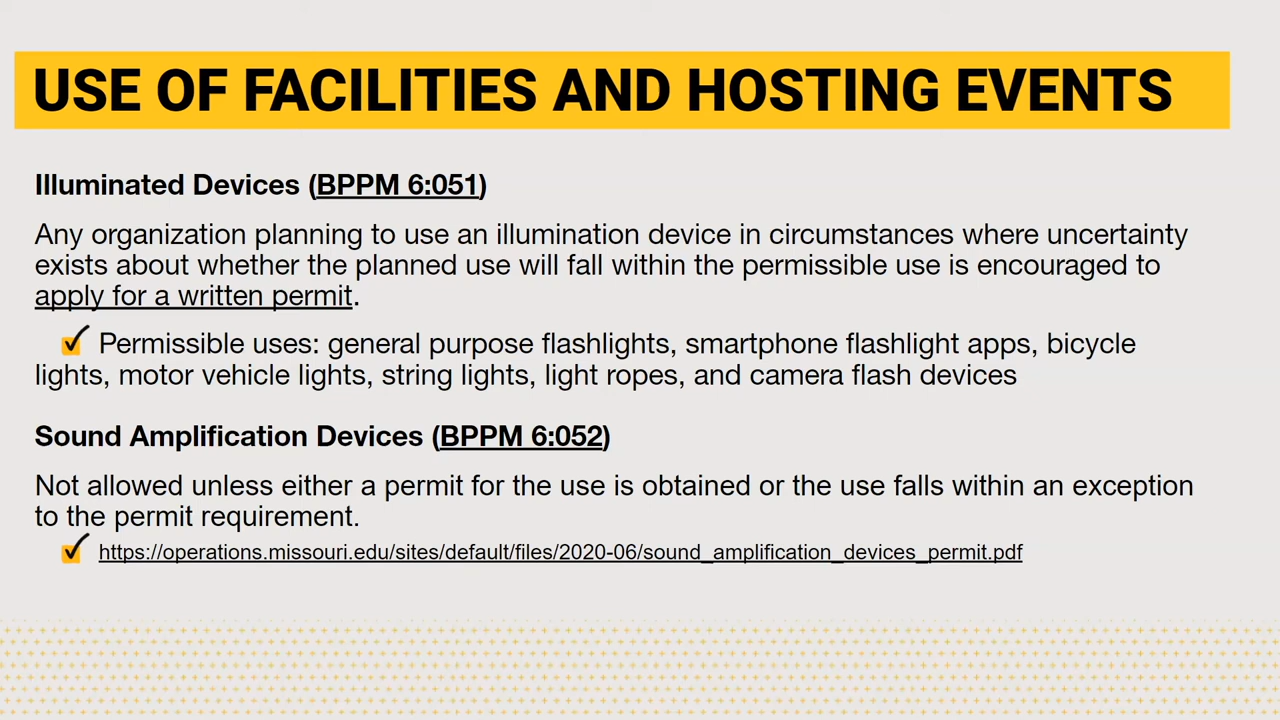 USE OF FACILITIES AND HOSTING EVENTS
Illuminated Devices (BPPM 6:051)
Any organization planning to use an illumination device in circumstances where uncertainty
exists about whether the planned use will fall within the permissible use is encouraged to
apply for a written permit.
Permissible uses: general purpose flashlights, smartphone flashlight apps, bicycle
lights, motor vehicle lights, string lights, light ropes, and camera flash devices
Sound Amplification Devices (BPPM 6:052)
Not allowed unless either a permit for the use is obtained or the use falls within an exception
to the permit requirement.
https://operations.missouri.edu/sites/default/files/2020-06/sound_amplification_devices_permit.pdf